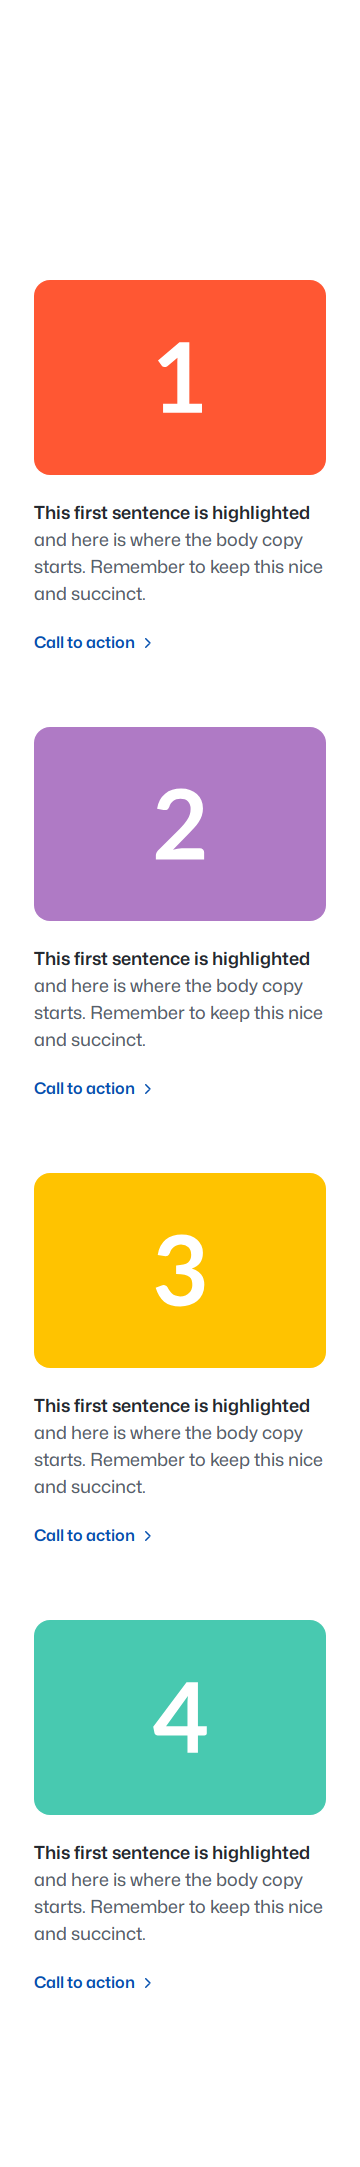 1
This first sentence is highlighted
and here is where the body copy
starts. Remember to keep this nice
and succinct.
Call to action
2
This first sentence is highlighted
and here is where the body copy
starts. Remember to keep this nice
and succinct.
Call to action
3
This first sentence is highlighted
and here is where the body copy
starts. Remember to keep this nice
and succinct.
Call to action
4
This first sentence is highlighted
and here is where the body copy
starts. Remember to keep this nice
and succinct.
Call to action